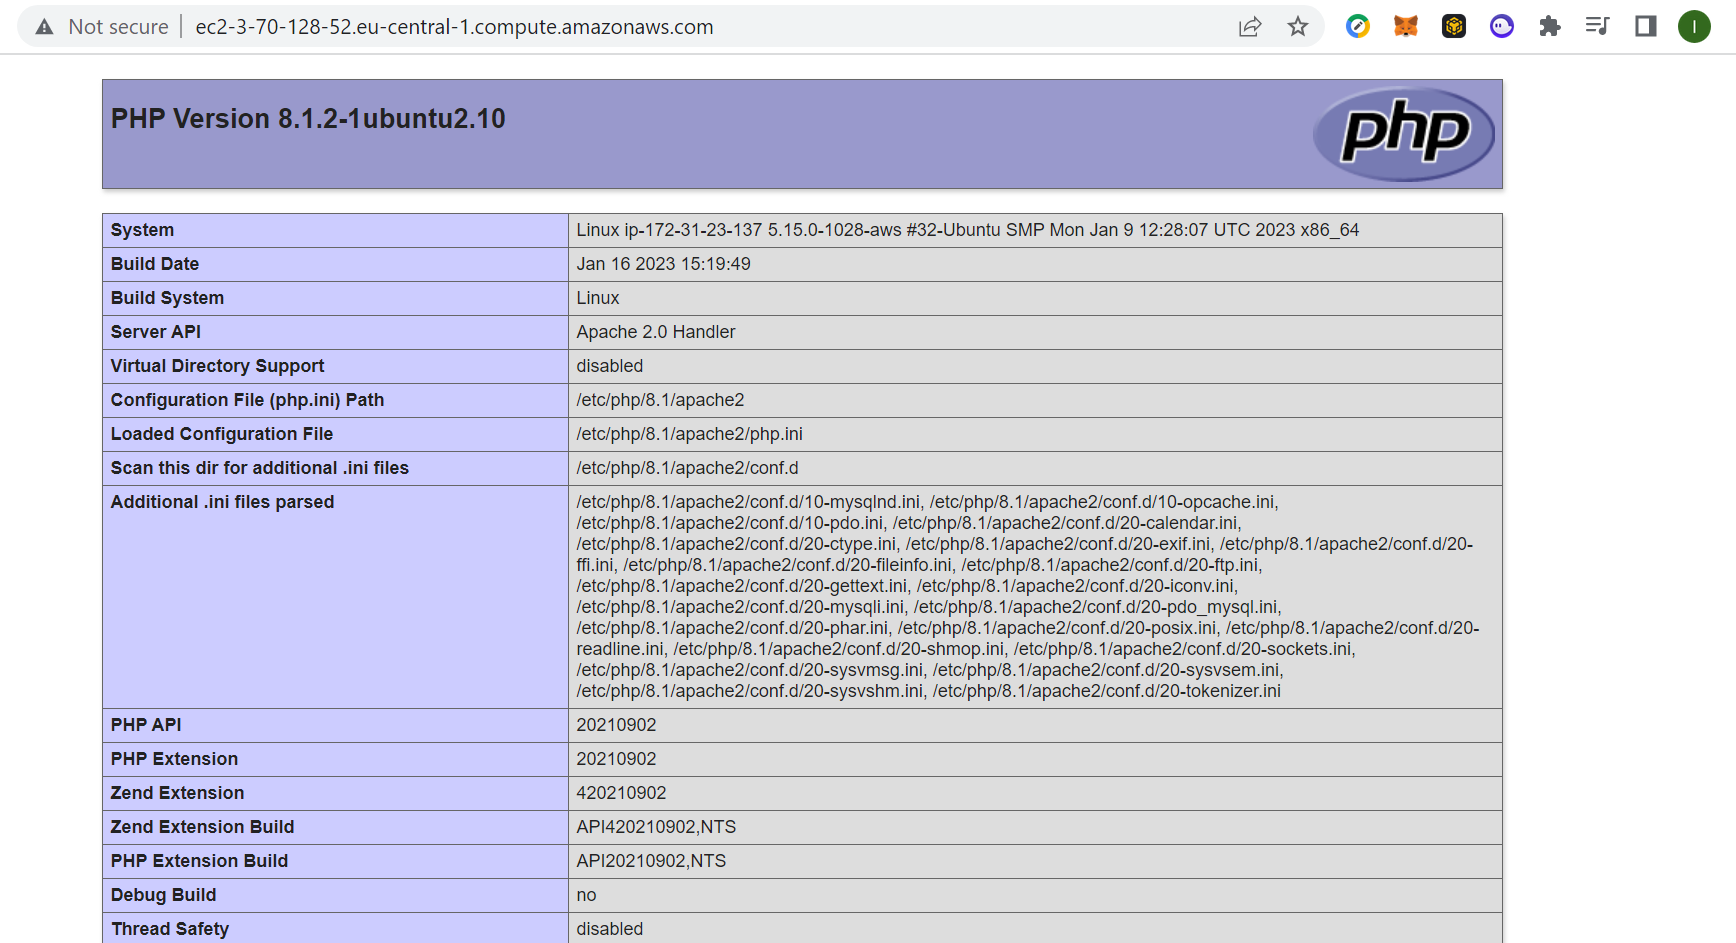 Not secure ec2-3-70-128-52.eu-central-1.compute.amazonaws.com I
PHP Version 8.1.2-1ubuntu2.10
php
System Linux ip-172-31-23-137 5.15.0-1028-aws #32-Ubuntu SMP Mon Jan 9 12:28:07 UTC 2023 x86_64
Build Date Jan 16 2023 15:19:49
Build System Linux
Server API Apache 2.0 Handler
Virtual Directory Support disabled
Configuration File (php.ini) Path /etc/php/8.1/apache2
Loaded Configuration File /etc/php/8.1/apache2/php.ini
Scan this dir for additional .ini files /etc/php/8.1/apache2/conf.d
Additional .ini files parsed /etc/php/8.1/apache2/conf.d/10-mysqlnd.ini, /etc/php/8.1/apache2/conf.d/10-opcache.ini,
/etc/php/8.1/apache2/conf.d/10-pdo.ini, /etc/php/8.1/apache2/conf.d/20-calendar.ini,
/etc/php/8.1/apache2/conf.d/20-ctype.ini, /etc/php/8.1/apache2/conf.d/20-exif.ini, /etc/php/8.1/apache2/conf.d/20-
ffi.ini, /etc/php/8.1/apache2/conf.d/20-fileinfo.ini, /etc/php/8.1/apache2/conf.d/20-ftp.ini,
/etc/php/8.1/apache2/conf.d/20-gettext.ini, /etc/php/8.1/apache2/conf.d/20-iconv.ini,
/etc/php/8.1/apache2/conf.d/20-mysqli.ini, /etc/php/8.1/apache2/conf.d/20-pdo_mysql.ini,
/etc/php/8.1/apache2/conf.d/20-phar.ini, /etc/php/8.1/apache2/conf.d/20-posix.ini, /etc/php/8.1/apache2/conf.d/20-
readline.ini, /etc/php/8.1/apache2/conf.d/20-shmop.ini, /etc/php/8.1/apache2/conf.d/20-sockets.ini,
/etc/php/8.1/apache2/conf.d/20-sysvmsg.ini, /etc/php/8.1/apache2/conf.d/20-sysvsem.ini,
/etc/php/8.1/apache2/conf.d/20-sysvshm.ini, /etc/php/8.1/apache2/conf.d/20-tokenizer.ini
PHP API 20210902
PHP Extension 20210902
Zend Extension 420210902
Zend Extension Build API420210902,NTS
PHP Extension Build API20210902,NTS
Debug Build no
Thread Safety disabled